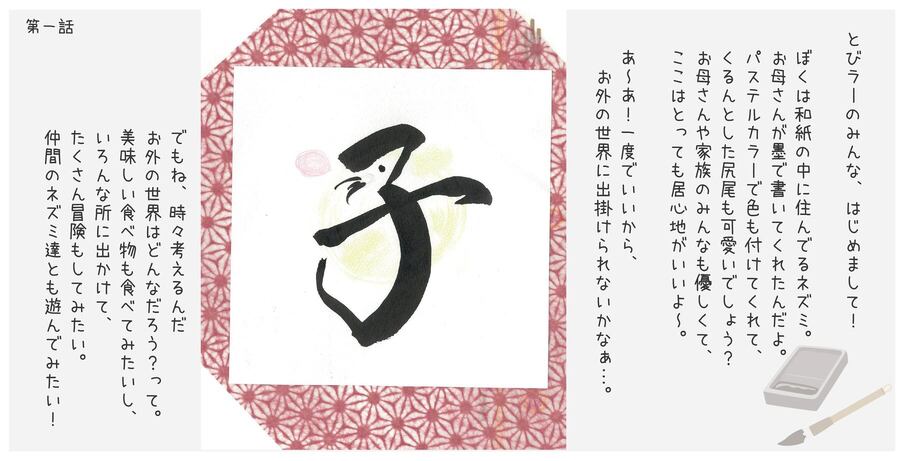 第一話
とびラーのみんな、はじめまして！
ぼくは和紙の中に住んでるネズミ。
お母さんが墨で書いてくれたんだよ。
パステルカラーで色も付けてくれて、
くるんとした尻尾も可愛いでしょう？
お母さんや家族のみんなも優しくて、
ここはとっても居心地がいいよ〜。
あ〜あ！一度でいいから、
お外の世界に出掛けられないかなぁ…。
子
でもね、時々考えるんだ
お外の世界はどんなだろう？って。
美味しい食べ物も食べてみたいし、
いろんな所に出かけて、
たくさん冒険もしてみたい。
仲間のネズミ達とも遊んでみたい！